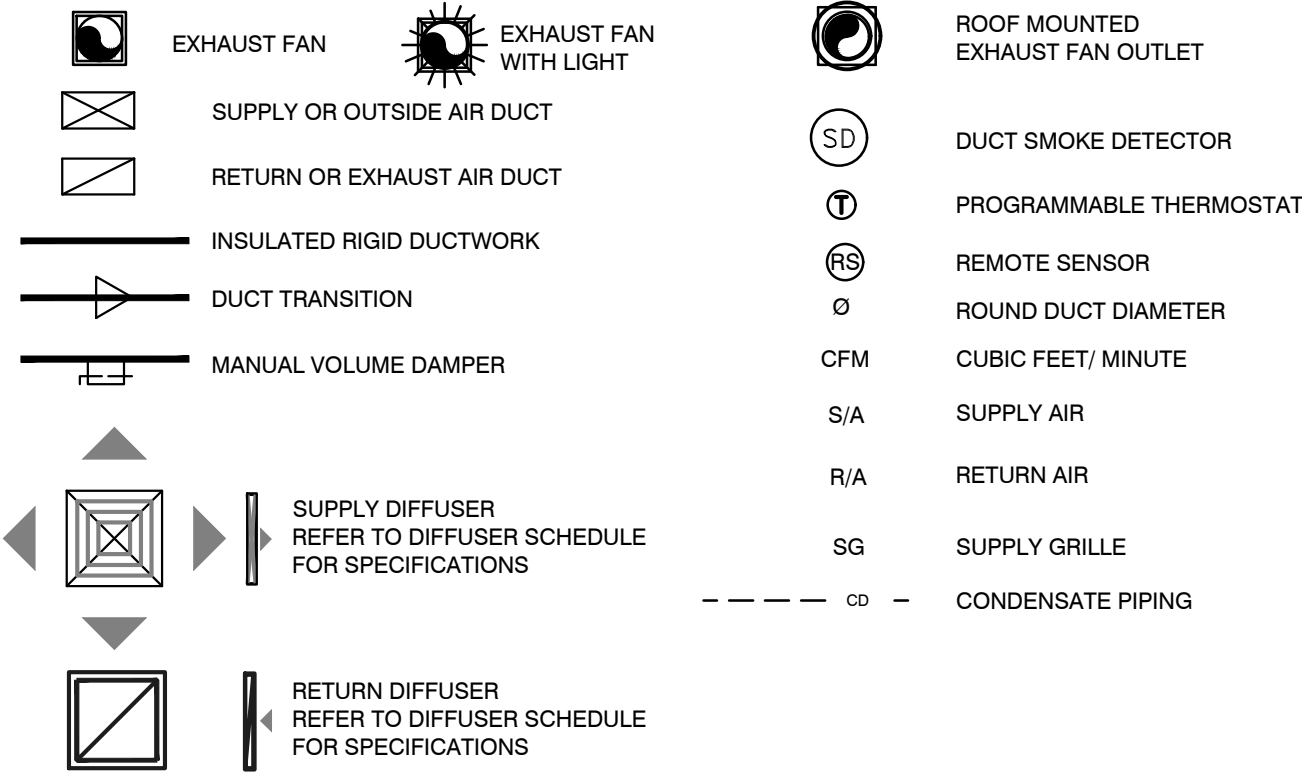 EXHAUST FAN
EXHAUST FAN
WITH LIGHT
SUPPLY OR OUTSIDE AIR DUCT
RETURN OR EXHAUST AIR DUCT
INSULATED RIGID DUCTWORK
DUCT TRANSITION
MANUAL VOLUME DAMPER
SUPPLY DIFFUSER
REFER TO DIFFUSER SCHEDULE
FOR SPECIFICATIONS
RETURN DIFFUSER
REFER TO DIFFUSER SCHEDULE
FOR SPECIFICATIONS
ROOF MOUNTED
EXHAUST FAN OUTLET
SD DUCT SMOKE DETECTOR
T PROGRAMMABLE THERMOSTAT
RS REMOTE SENSOR
Ø ROUND DUCT DIAMETER
CFM CUBIC FEET/ MINUTE
S/A SUPPLY AIR
R/A RETURN AIR
SG SUPPLY GRILLE
CD CONDENSATE PIPING